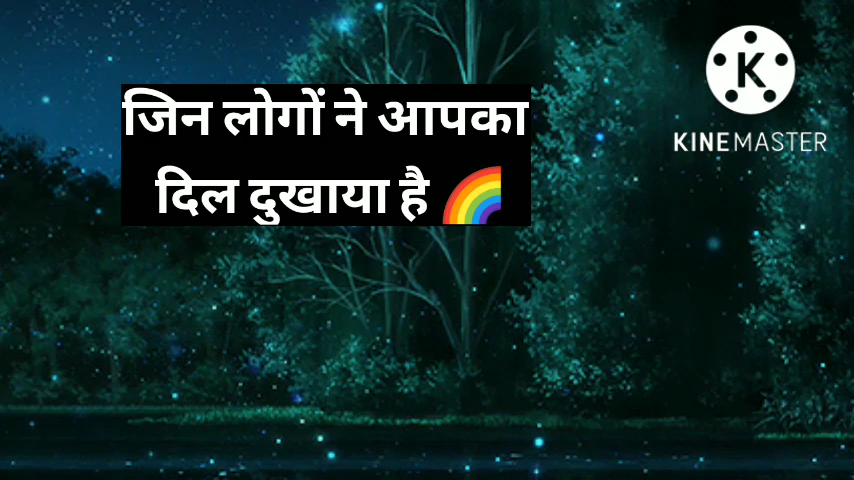 जिन लोगों ने आपका
दिल दुखाया है 🌈
K
KINEMASTER